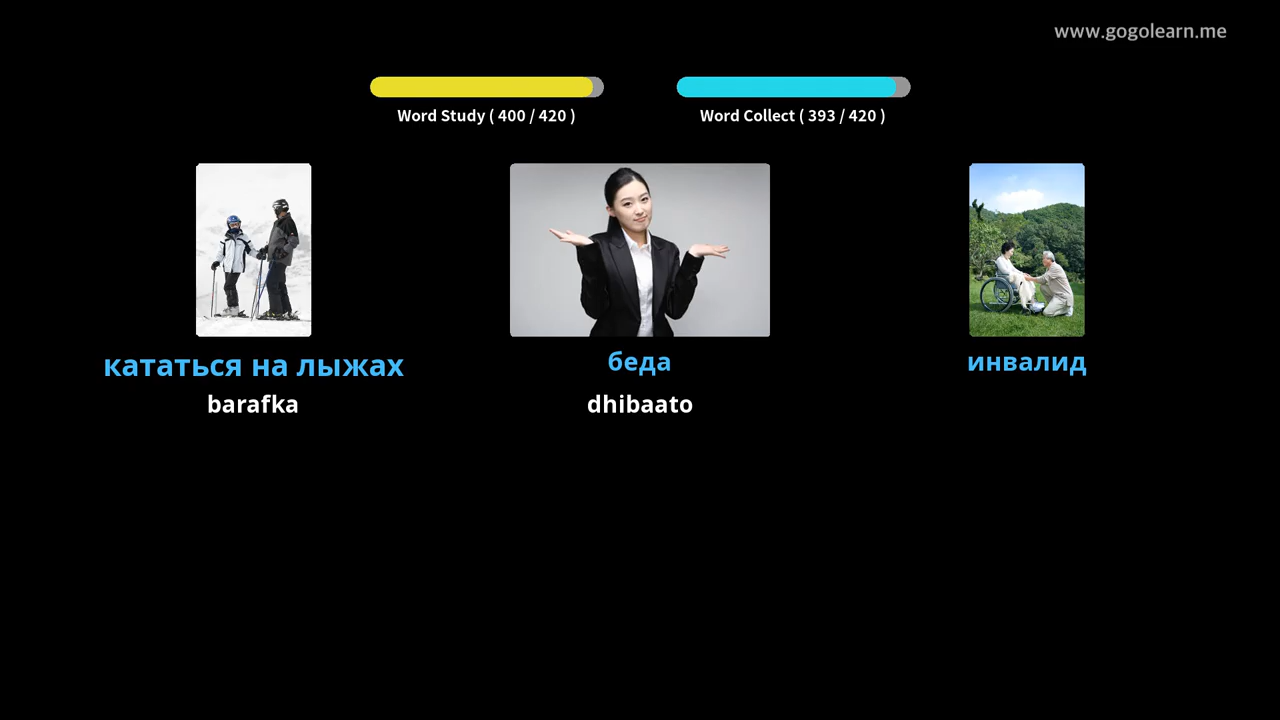 www.gogolearn.me
Word Study ( 400 / 420 )
Word Collect ( 393 / 420 )
кататься на лыжах
беда
инвалид
barafka
dhibaato